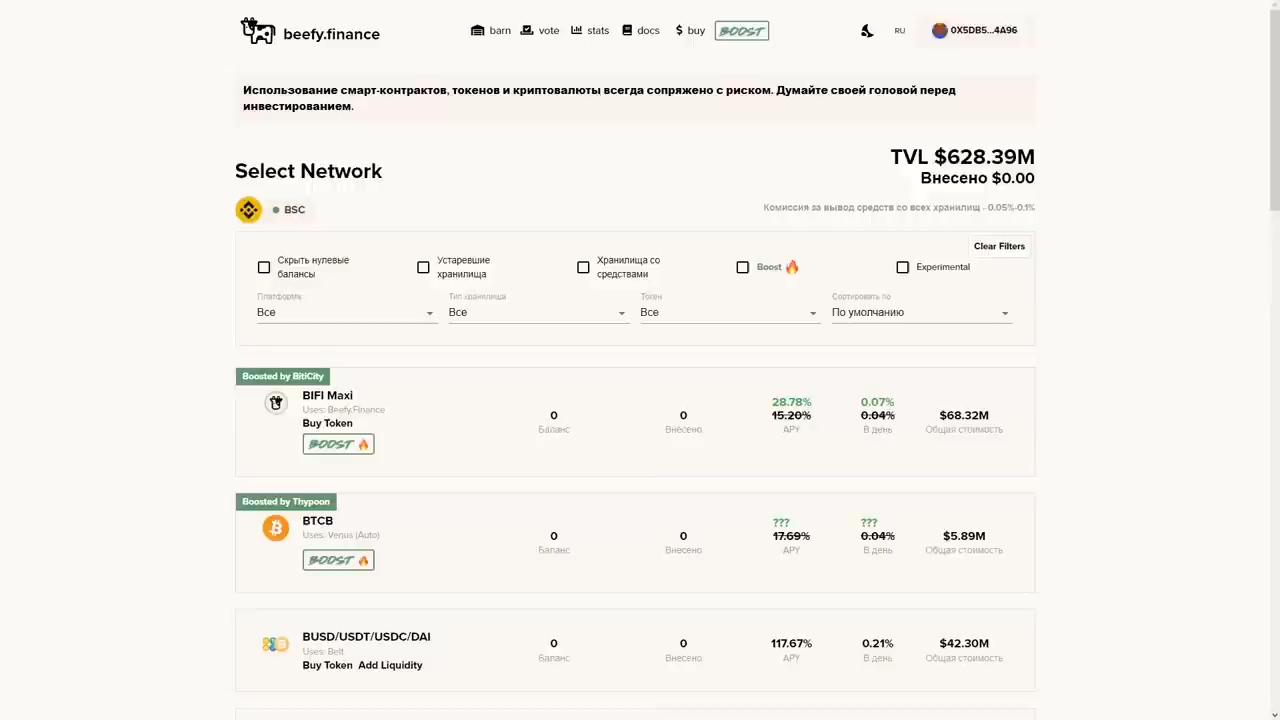 beefy.finance
barn vote stats docs buy BOOST
RU
0X5DB5...4A96
Использование смарт-контрактов, токенов и криптовалюты всегда сопряжено с риском. Думайте своей головой перед
инвестированием.
Select Network
TVL $628.39M
Внесено $0.00
BSC
Комиссия за вывод средств со всех хранилищ - 0.05%-0.1%
Clear Filters
Скрыть нулевые
балансы
Устаревшие
хранилища
Хранилища со
средствами
Boost
Experimental
Платформа
Тип хранилища
Токен
Сортировать по
Все
Все
Все
По умолчанию
Boosted by BitiCity
BIFI Maxi
Uses: Beefy.Finance
Buy Token
BOOST
0
Баланс
0
Внесено
28.78%
15.20%
APY
0.07%
0.04%
В день
$68.32M
Общая стоимость
Boosted by Thypoon
BTCB
Uses: Venus (Auto)
BOOST
0
Баланс
0
Внесено
???
17.69%
APY
???
0.04%
В день
$5.89M
Общая стоимость
BUSD/USDT/USDC/DAI
Uses: Belt
Buy Token Add Liquidity
0
Баланс
0
Внесено
117.67%
APY
0.21%
В день
$42.30M
Общая стоимость